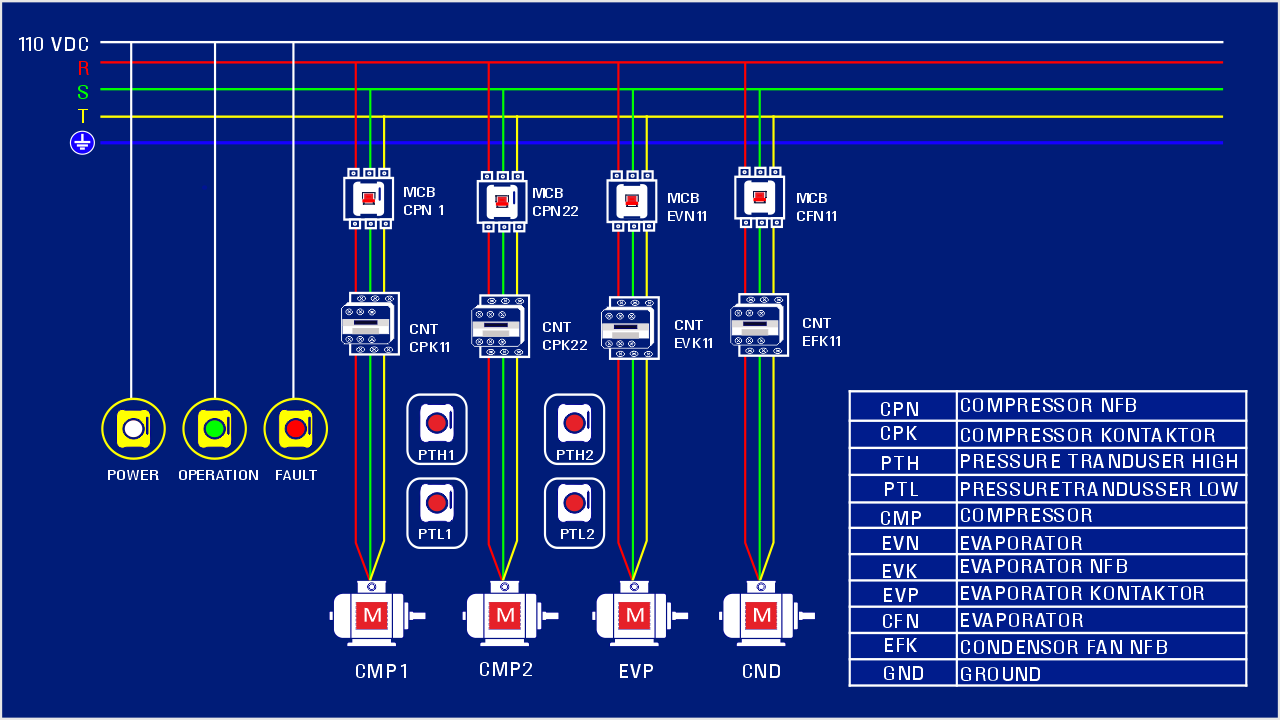 110 VDC
R
S
T
MCB
CPN 1
MCB
CPN22
MCB
EVN11
MCB
CFN11
CNT
CPK11
CNT
CPK22
CNT
EVK11
CNT
EFK11
POWER
OPERATION
FAULT
PTH1
PTH2
PTL1
PTL2
M
M
M
M
CMP1
CMP2
EVP
CND
CPN COMPRESSOR NFB
CPK COMPRESSOR KONTAKTOR
PTH PRESSURE TRANDUSER HIGH
PTL PRESSURETRANDUSSER LOW
CMP COMPRESSOR
EVN EVAPORATOR
EVK EVAPORATOR NFB
EVP EVAPORATOR KONTAKTOR
CFN EVAPORATOR
EFK CONDENSOR FAN NFB
GND GROUND